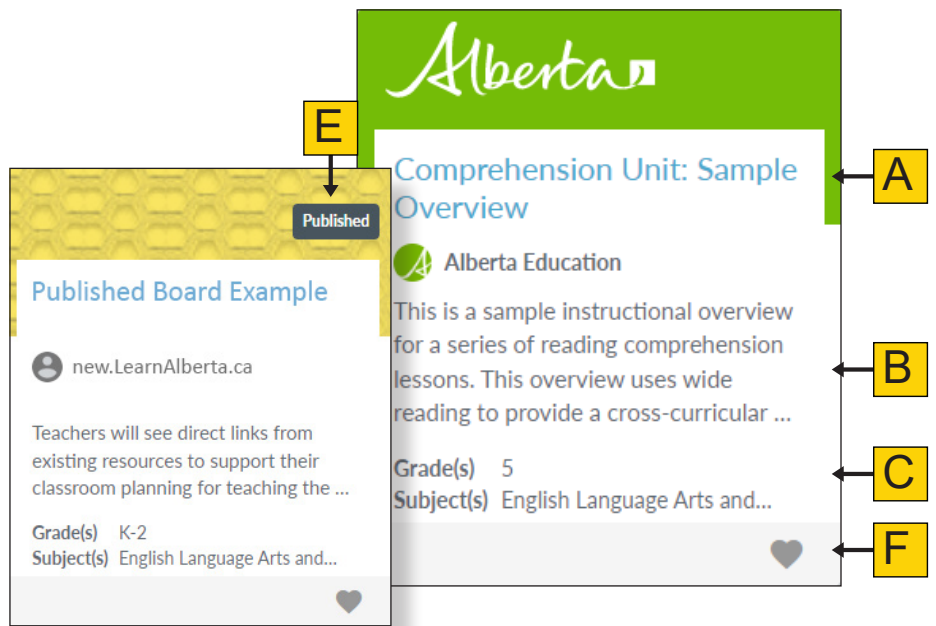 Alberta
E
Comprehension Unit: Sample
Overview
A
Published
Alberta Education
Published Board Example
This is a sample instructional overview
for a series of reading comprehension
lessons. This overview uses wide
reading to provide a cross-curricular ...
B
new.LearnAlberta.ca
Teachers will see direct links from
existing resources to support their
classroom planning for teaching the ...
Grade(s) 5
Subject(s) English Language Arts and...
C
Grade(s) K-2
Subject(s) English Language Arts and...
F